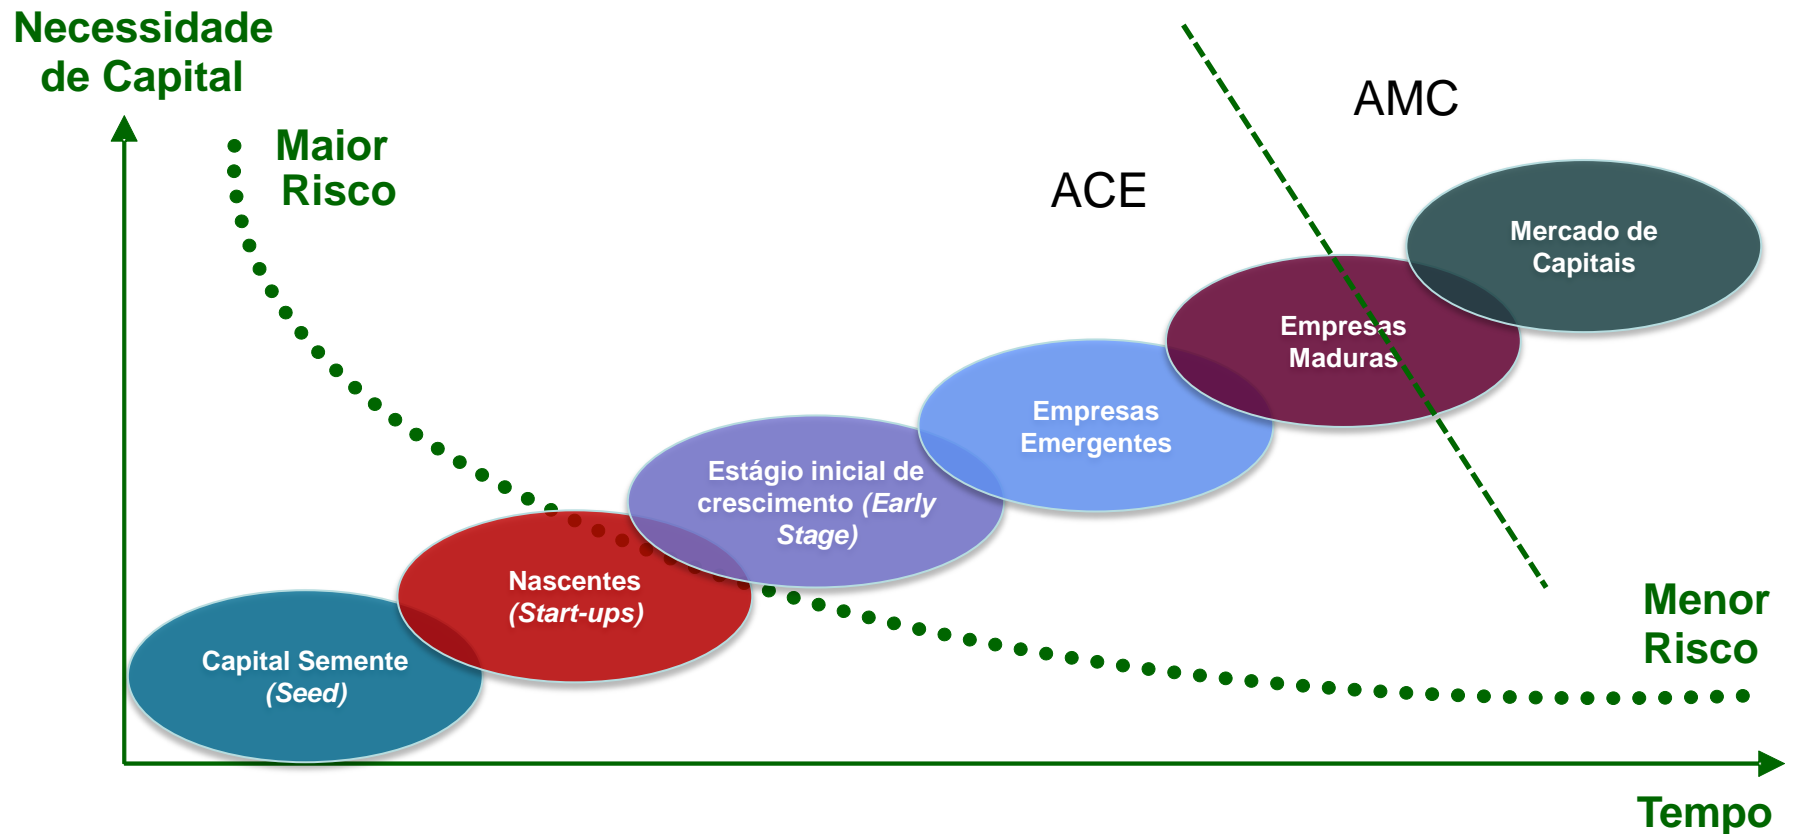 Necessidade
de Capital
Maior
Risco
AMC
ACE
Mercado de
Capitais
Empresas
Maduras
Empresas
Emergentes
Estágio inicial de
crescimento (Early
Stage)
Nascentes
(Start-ups)
Capital Semente
(Seed)
Menor
Risco
Tempo